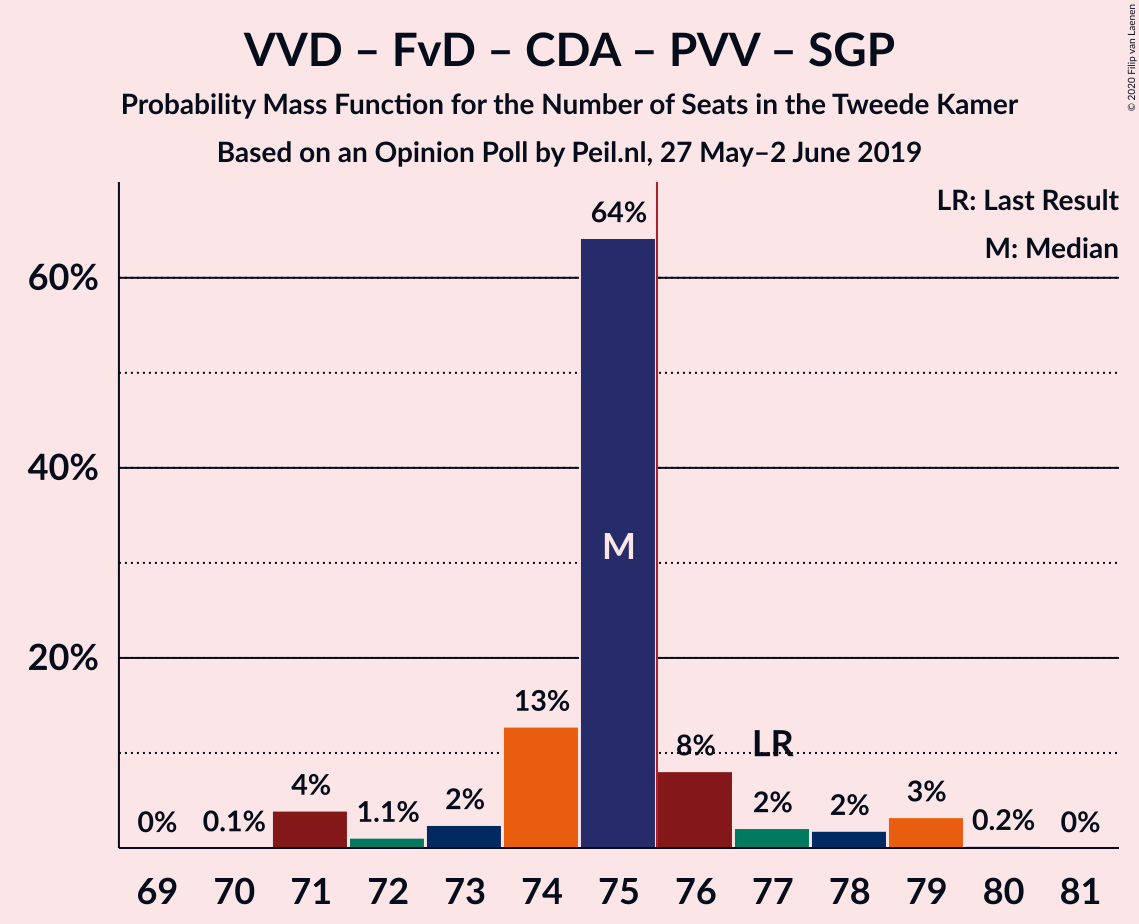 VVD – FvD – CDA – PVV – SGP
Probability Mass Function for the Number of Seats in the Tweede Kamer
Based on an Opinion Poll by Peil.nl, 27 May–2 June 2019
© 2020 Filip van Laenen
LR: Last Result
M: Median
60%
40%
20%
0%
0.1%
4%
1.1%
2%
13%
64%
M
8%
LR
2%
2%
3%
0.2%
0%
69 70 71 72 73 74 75 76 77 78 79 80 81